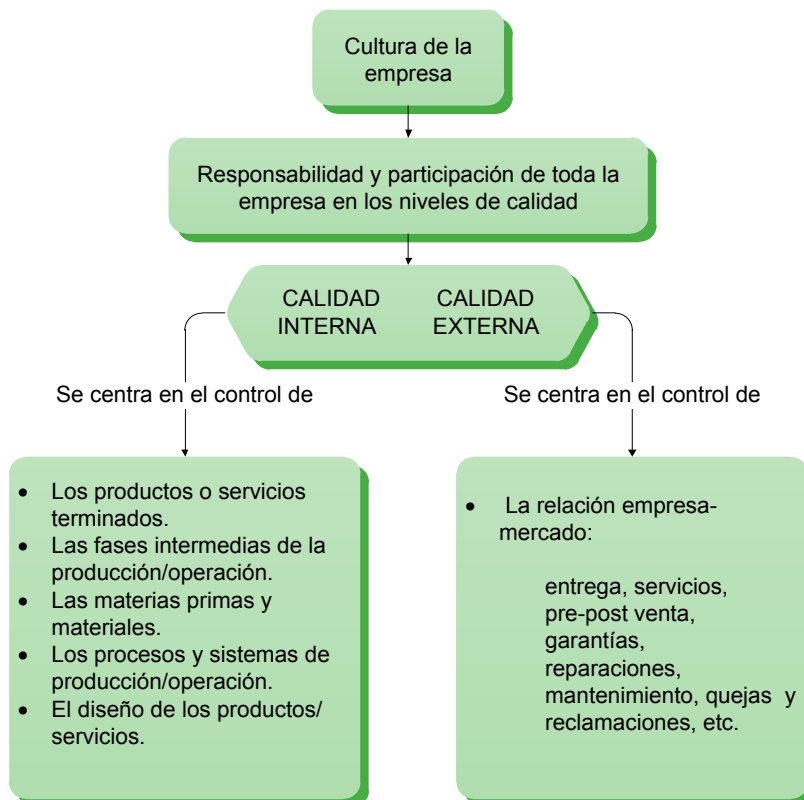 Cultura de la
empresa
Responsabilidad y participación de toda la
empresa en los niveles de calidad
CALIDAD
INTERNA
CALIDAD
EXTERNA
Se centra en el control de
Se centra en el control de
• Los productos o servicios
terminados.
• Las fases intermedias de la
producción/operación.
• Las materias primas y
materiales.
• Los procesos y sistemas de
producción/operación.
• El diseño de los productos/
servicios.
• La relación empresa-
mercado:
entrega, servicios,
pre-post venta,
garantías,
reparaciones,
mantenimiento, quejas y
reclamaciones, etc.